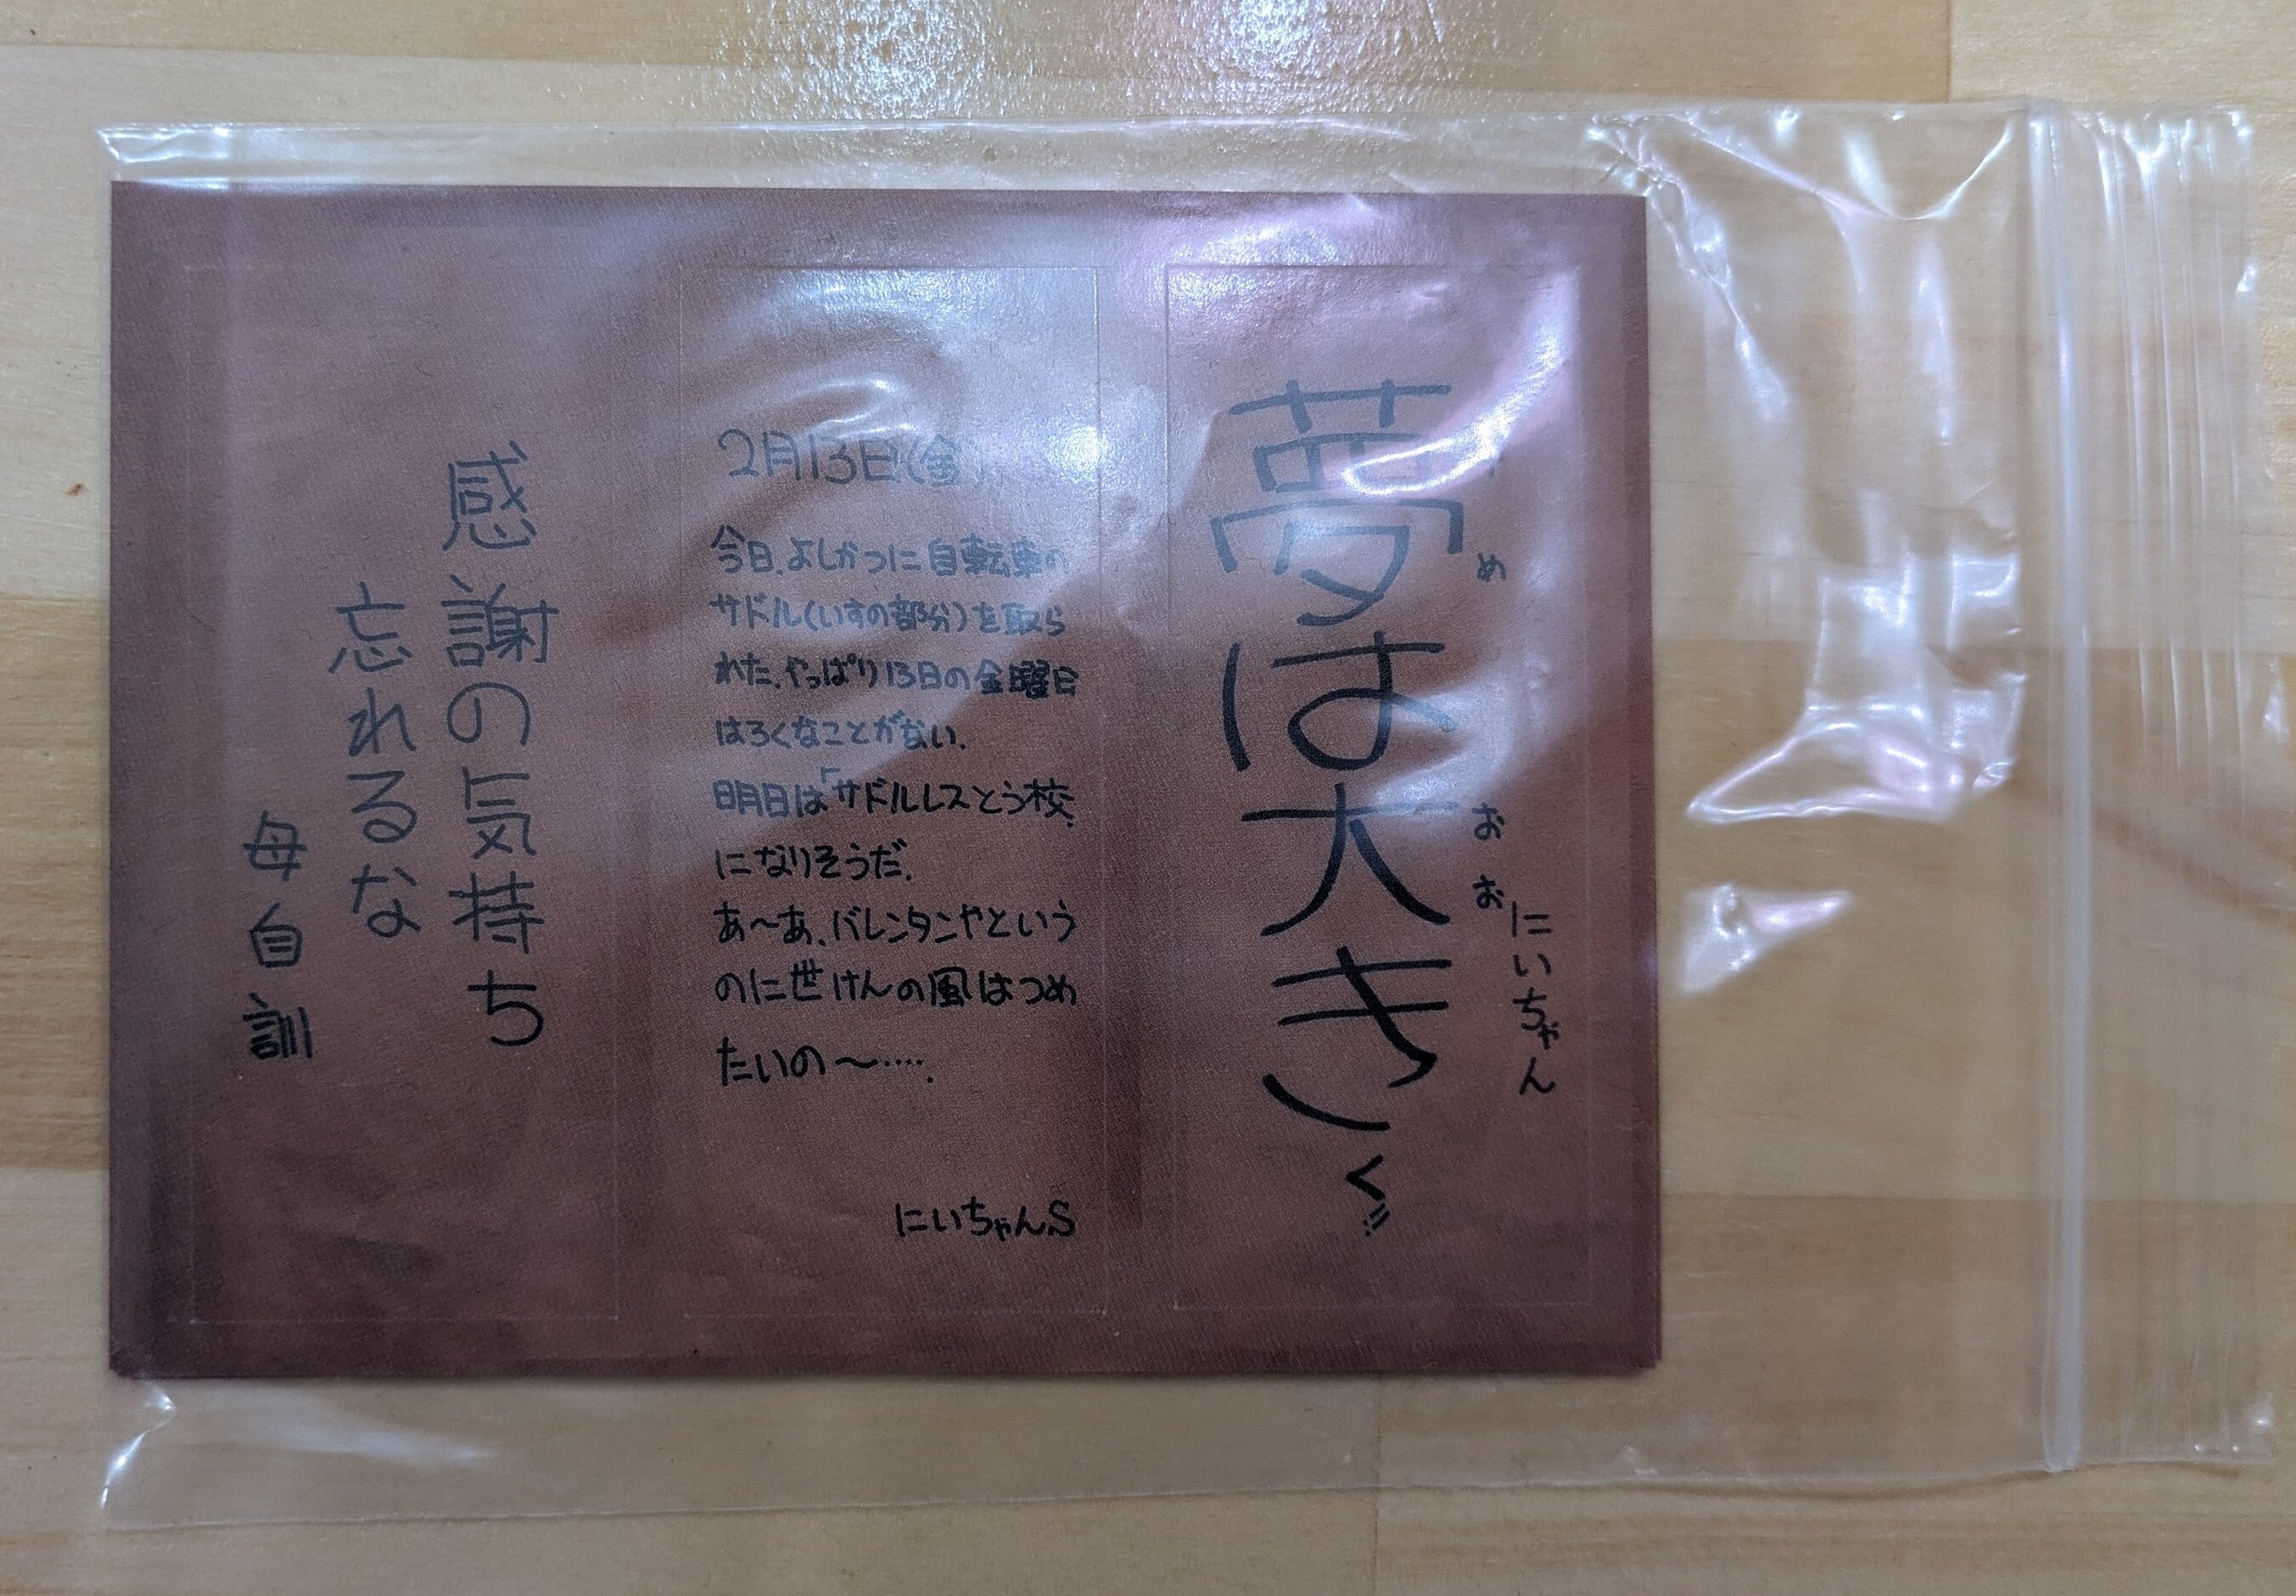 夢は大きく
め
おお
にいちゃん
2月13日(金)
今日、よしかつに自転車の
サドル(いすの部分)を取ら
れた。やっぱり13日の金曜日
はろくなことがない。
明日は「サドルレスとう校」
になりそうだ。
あ〜あ、バレンタンやという
のに世けんの風はつめ
たいの〜‥‥。
にいちゃんS
感謝の気持ち
忘れるな
母自訓